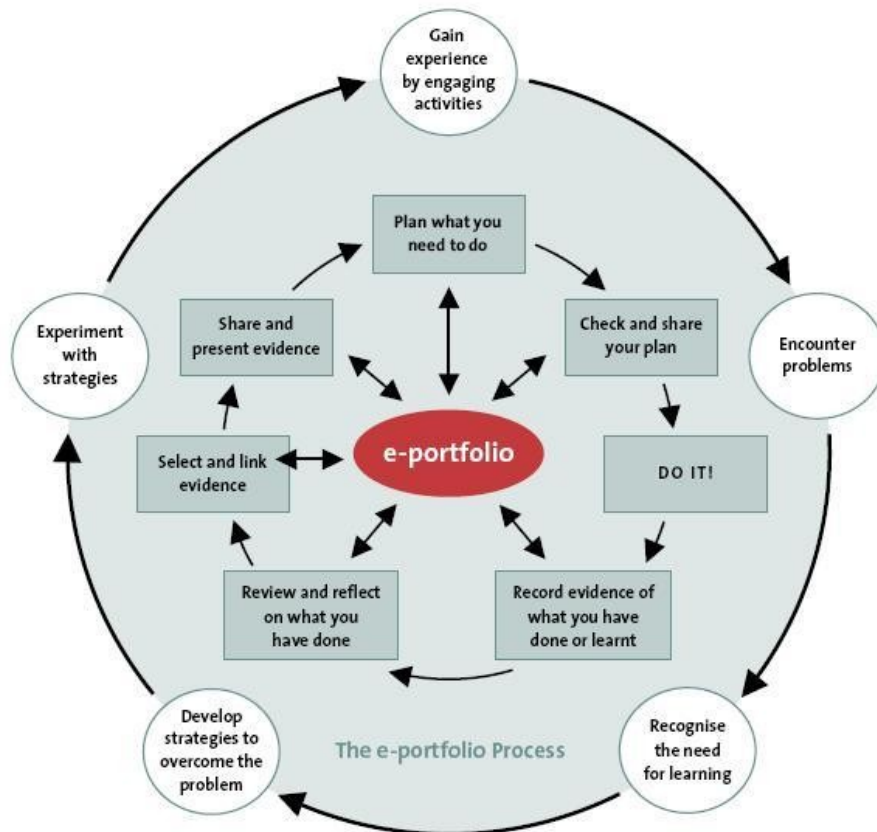 Gain
experience
by engaging
activities
Plan what you
need to do
Share and
present evidence
Check and share
your plan
Experiment
with
strategies
Encounter
problems
e-portfolio
Select and link
evidence
DO IT!
Review and reflect
on what you
have done
Record evidence of
what you have
done or learnt
Develop
strategies to
overcome the
problem
The e-portfolio Process
Recognise
the need
for learning